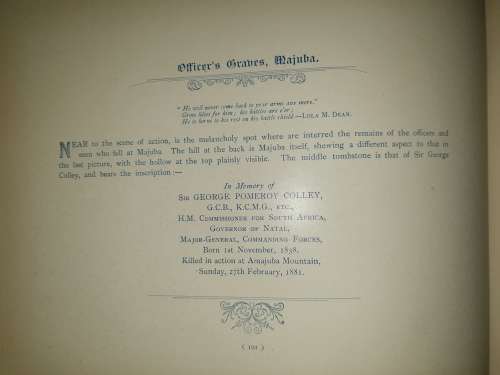 Officer's Graves, Majuba.
"He will never come back to your arms any more."
Grim Silent for him; his battles are o'er;
He is borne to his rest on his battle shield.—LOLA M. DEAN.
NEAR to the scene of action, is the melancholy spot where are interred the remains of the officers and
men who fell at Majuba. The hill at the back is Majuba itself, showing a different aspect to that in
the last picture, with the hollow at the top plainly visible. The middle tombstone is that of Sir George
Colley, and bears the inscription:—
In Memory of
SIR GEORGE POMEROY COLLEY,
G.C.B., K.C.M.G., ETC.,
H.M. COMMISSIONER FOR SOUTH AFRICA,
GOVERNOR OF NATAL,
MAJOR-GENERAL, COMMANDING FORCES,
BORN 1st NOVEMBER, 1838.
Killed in action at Amajuba Mountain,
Sunday, 27th February, 1881.